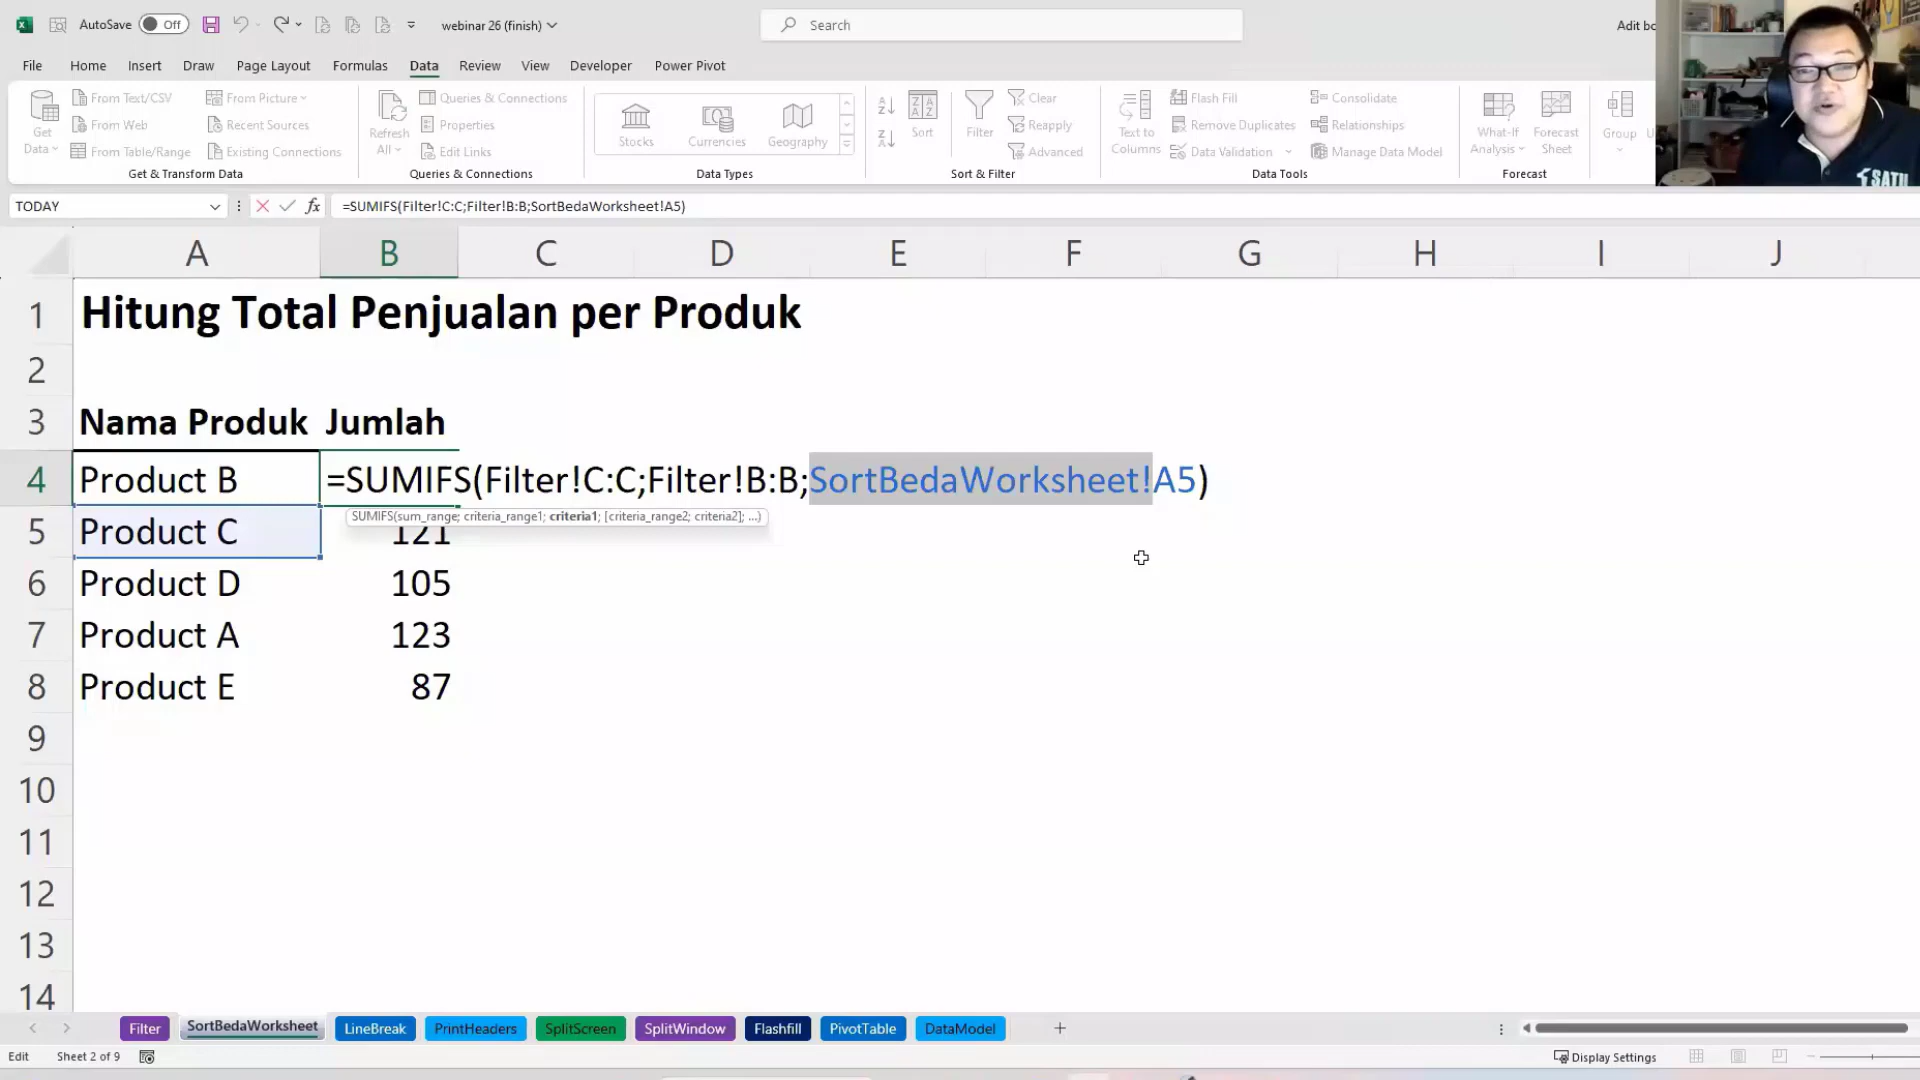 AutoSave Off webinar 26 (finish) Search Adit bo
File Home Insert Draw Page Layout Formulas Data Review View Developer Power Pivot
Get Data From Text/CSV From Web From Table/Range From Picture Recent Sources Existing Connections
Get & Transform Data
Refresh All Queries & Connections Properties Edit Links
Queries & Connections
Stocks Currencies Geography
Data Types
Sort Filter Clear Reapply Advanced
Sort & Filter
Text to Columns Flash Fill Remove Duplicates Data Validation Consolidate Relationships Manage Data Model
Data Tools
What-If Analysis Forecast Sheet
Forecast
Group U
SATU
TODAY fx =SUMIFS(Filter!C:C;Filter!B:B;SortBedaWorksheet!A5)
A B C D E F G H I J
1 Hitung Total Penjualan per Produk
2
3 Nama Produk Jumlah
4 Product B =SUMIFS(Filter!C:C;Filter!B:B;SortBedaWorksheet!A5)
SUMIFS(sum_range; criteria_range1; criteria1; [criteria_range2; criteria2]; ...)
5 Product C 121
6 Product D 105
7 Product A 123
8 Product E 87
9
10
11
12
13
14
Filter SortBedaWorksheet LineBreak PrintHeaders SplitScreen SplitWindow Flashfill PivotTable DataModel
Edit Sheet 2 of 9 Display Settings